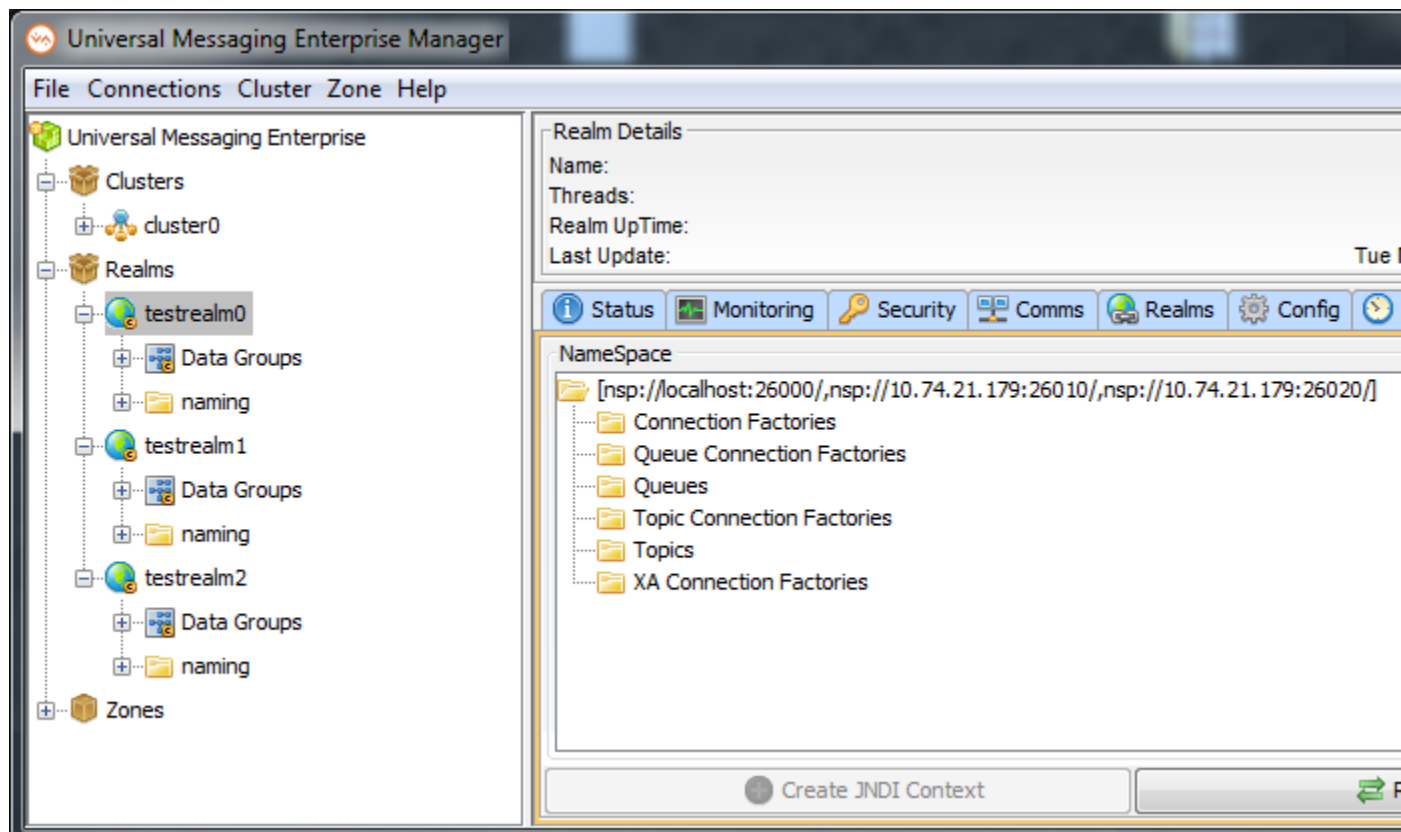 Universal Messaging Enterprise Manager
File Connections Cluster Zone Help
Universal Messaging Enterprise
Clusters
cluster0
Realms
testrealm0
Data Groups
naming
testrealm1
Data Groups
naming
testrealm2
Data Groups
naming
Zones
Realm Details
Name:
Threads:
Realm UpTime:
Last Update: Tue
Status Monitoring Security Comms Realms Config
NameSpace
[nsp://localhost:26000/,nsp://10.74.21.179:26010/,nsp://10.74.21.179:26020/]
Connection Factories
Queue Connection Factories
Queues
Topic Connection Factories
Topics
XA Connection Factories
Create JNDI Context